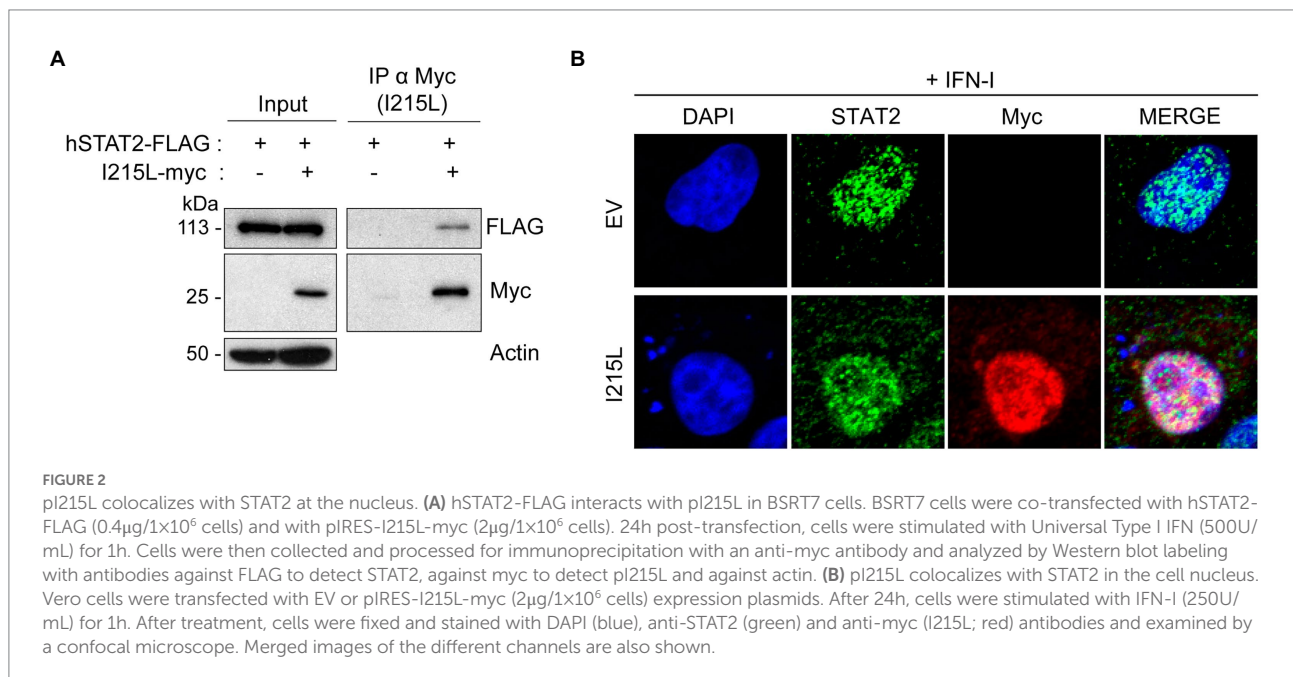 A
Input
IP α Myc
(I215L)
hSTAT2-FLAG : + + + +
I215L-myc : - + - +
kDa
113 - FLAG
25 - Myc
50 - Actin
B
+ IFN-I
DAPI STAT2 Myc MERGE
EV
I215L
FIGURE 2
pI215L colocalizes with STAT2 at the nucleus. (A) hSTAT2-FLAG interacts with pI215L in BSRT7 cells. BSRT7 cells were co-transfected with hSTAT2-
FLAG (0.4μg/1×10⁶ cells) and with pIRES-I215L-myc (2μg/1×10⁶ cells). 24h post-transfection, cells were stimulated with Universal Type I IFN (500U/
mL) for 1h. Cells were then collected and processed for immunoprecipitation with an anti-myc antibody and analyzed by Western blot labeling
with antibodies against FLAG to detect STAT2, against myc to detect pI215L and against actin. (B) pI215L colocalizes with STAT2 in the cell nucleus.
Vero cells were transfected with EV or pIRES-I215L-myc (2μg/1×10⁶ cells) expression plasmids. After 24h, cells were stimulated with IFN-I (250U/
mL) for 1h. After treatment, cells were fixed and stained with DAPI (blue), anti-STAT2 (green) and anti-myc (I215L; red) antibodies and examined by
a confocal microscope. Merged images of the different channels are also shown.